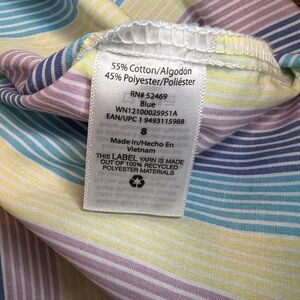 55% Cotton/Algodón
45% Polyester/Poliéster
RN# 52469
Blue
WN12100025951A
EAN/UPC 19493115988
8
Made In/Hecho En
Vietnam
THIS LABEL YARN IS MADE
OUT OF 100% RECYCLED
POLYESTER MATERIALS